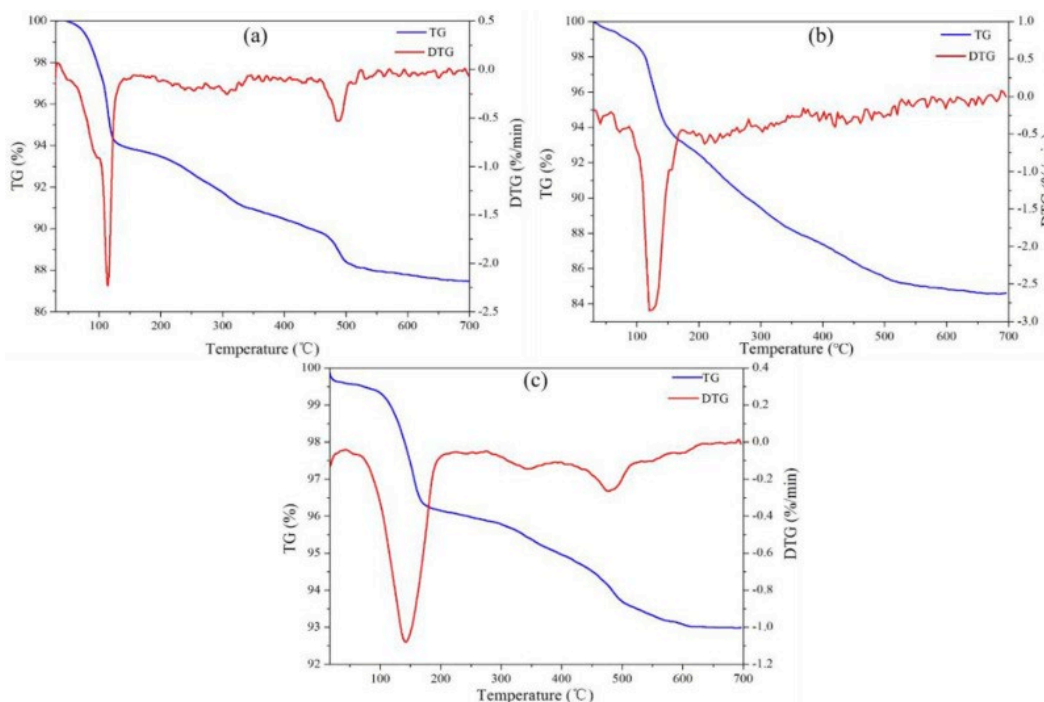 (a)
TG
DTG
TG (%)
100
98
96
94
92
90
88
86
0.5
0.0
-0.5
-1.0
-1.5
-2.0
-2.5
DTG (%/min)
100 200 300 400 500 600 700
Temperature (℃)
(b)
TG
DTG
TG (%)
100
98
96
94
92
90
88
86
84
1.0
0.5
0.0
-0.5
-1.0
-1.5
-2.0
-2.5
-3.0
100 200 300 400 500 600 700
Temperature (℃)
(c)
TG
DTG
TG (%)
100
99
98
97
96
95
94
93
92
0.4
0.2
0.0
-0.2
-0.4
-0.6
-0.8
-1.0
-1.2
DTG (%/min)
100 200 300 400 500 600 700
Temperature (℃)